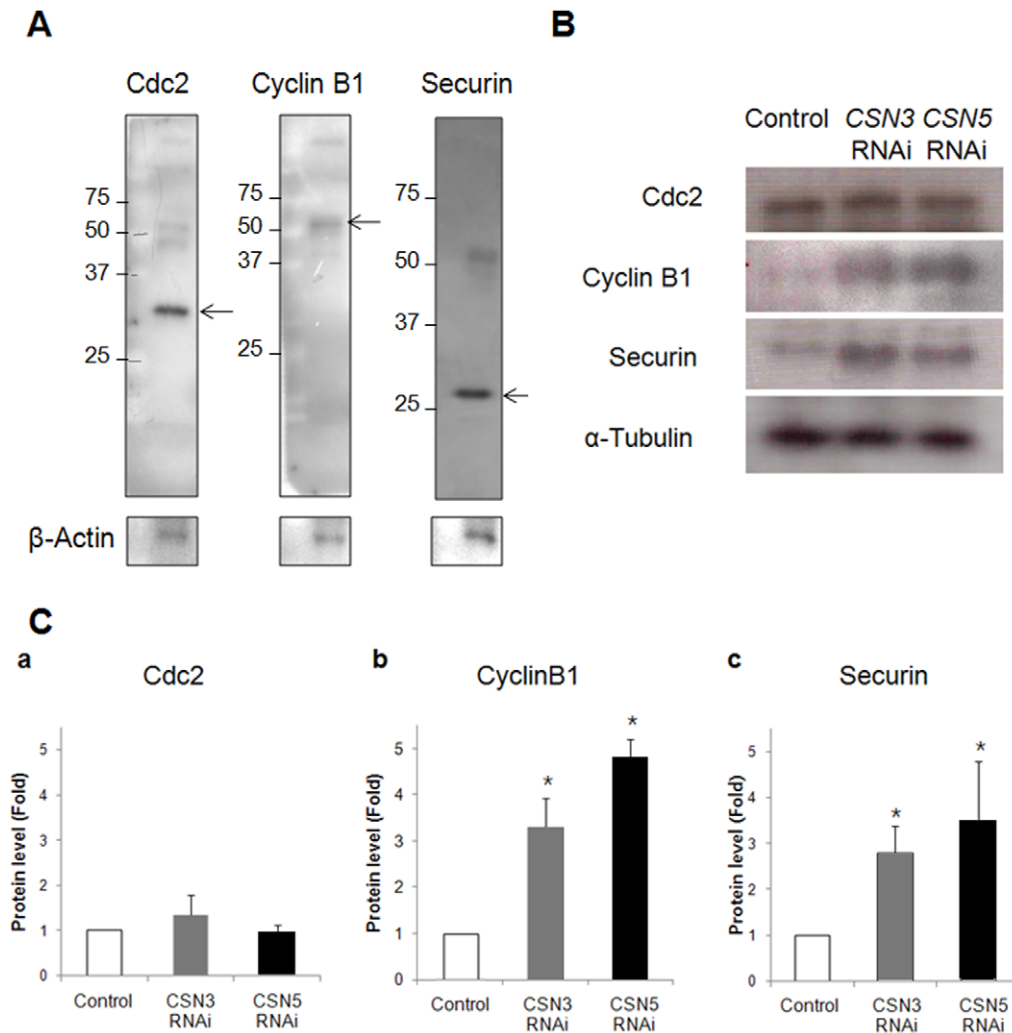 A
Cdc2 Cyclin B1 Securin
75
50
37
25
75
50
37
25
75
50
37
25
β-Actin
B
Control CSN3 RNAi CSN5 RNAi
Cdc2
Cyclin B1
Securin
α-Tubulin
C
a
Cdc2
Protein level (Fold)
5
4
3
2
1
0
Control CSN3 RNAi CSN5 RNAi
b
CyclinB1
Protein level (Fold)
5
4
3
2
1
0
* *
Control CSN3 RNAi CSN5 RNAi
c
Securin
Protein level (Fold)
5
4
3
2
1
0
* *
Control CSN3 RNAi CSN5 RNAi